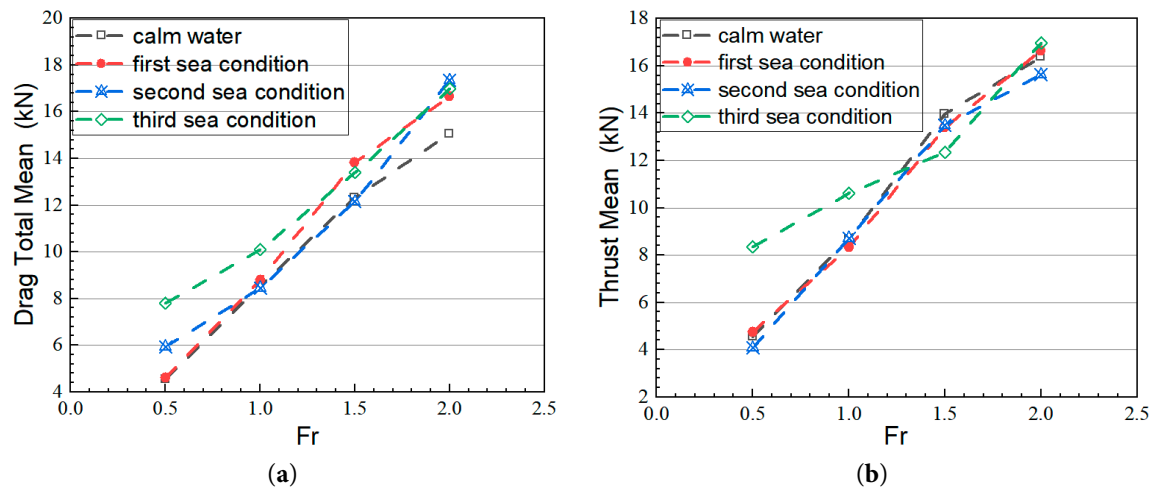 20
18
16
14
12
10
8
6
4
0.0
0.5
1.0
1.5
2.0
2.5
Drag Total Mean (kN)
Fr
calm water
first sea condition
second sea condition
third sea condition
(a)
18
16
14
12
10
8
6
4
2
0.0
0.5
1.0
1.5
2.0
2.5
Thrust Mean (kN)
Fr
calm water
first sea condition
second sea condition
third sea condition
(b)